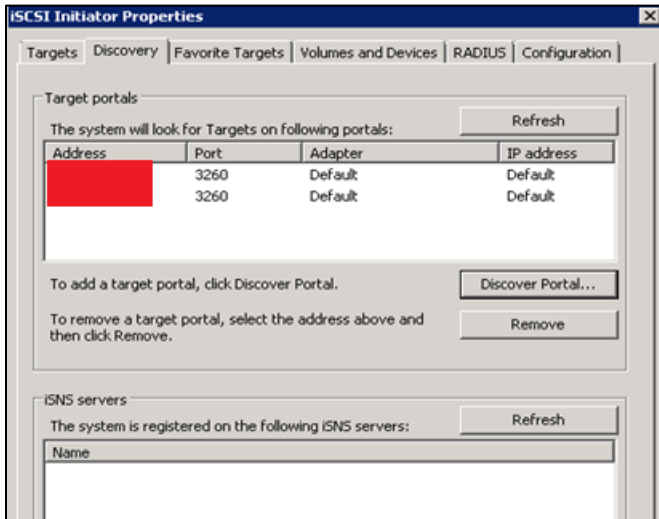 iSCSI Initiator Properties
Targets Discovery Favorite Targets Volumes and Devices RADIUS Configuration
Target portals
The system will look for Targets on following portals: Refresh
Address Port Adapter IP address
3260 Default Default
3260 Default Default
To add a target portal, click Discover Portal. Discover Portal...
To remove a target portal, select the address above and Remove
then click Remove.
iSNS servers
The system is registered on the following iSNS servers: Refresh
Name